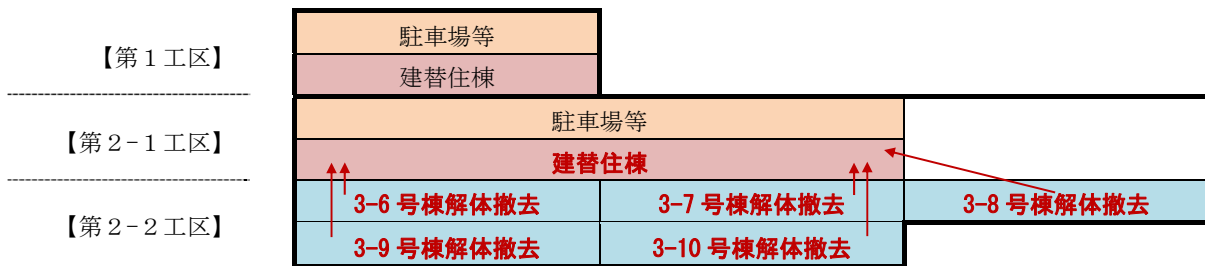 【第1工区】
駐車場等
建替住棟
【第2-1工区】
駐車場等
建替住棟
【第2-2工区】
3-6 号棟解体撤去
3-7 号棟解体撤去
3-8 号棟解体撤去
3-9 号棟解体撤去
3-10 号棟解体撤去